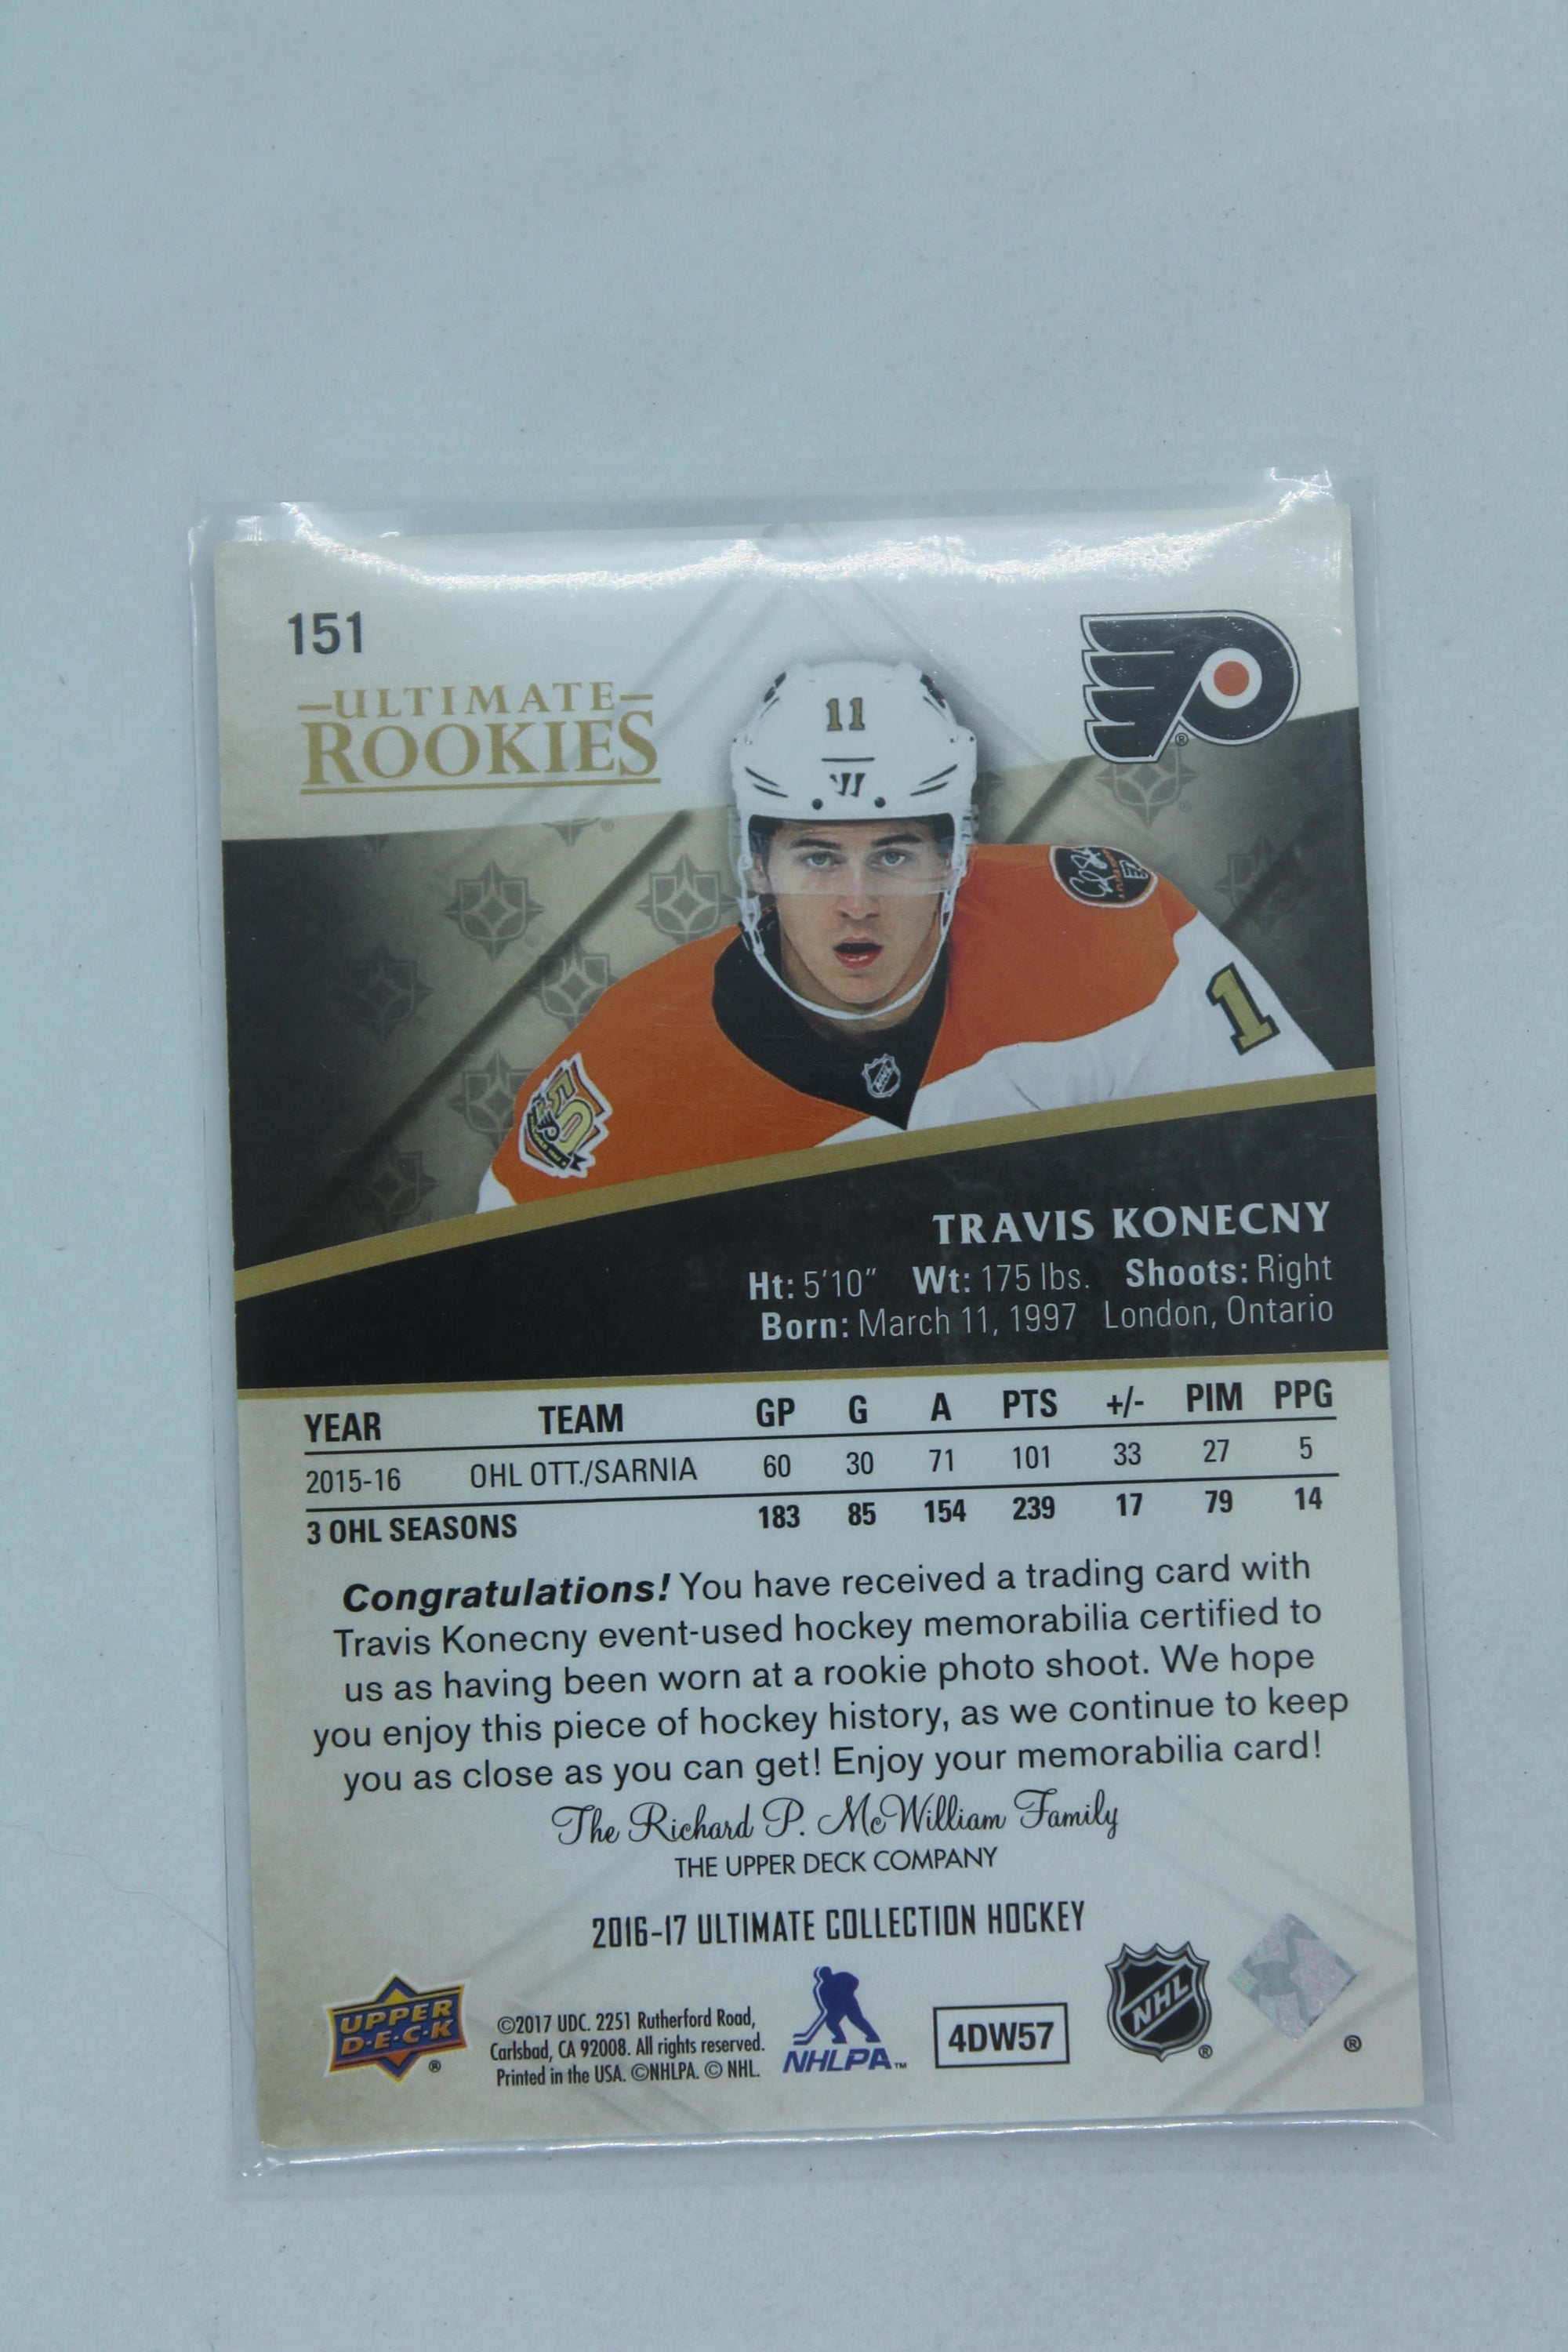 151
ULTIMATE
ROOKIES
11
1
50
NHL
TRAVIS KONECNY
Ht: 5'10" Wt: 175 lbs. Shoots: Right
Born: March 11, 1997 London, Ontario
YEAR TEAM GP G A PTS +/- PIM PPG
2015-16 OHL OTT./SARNIA 60 30 71 101 33 27 5
3 OHL SEASONS 183 85 154 239 17 79 14
Congratulations! You have received a trading card with
Travis Konecny event-used hockey memorabilia certified to
us as having been worn at a rookie photo shoot. We hope
you enjoy this piece of hockey history, as we continue to keep
you as close as you can get! Enjoy your memorabilia card!
The Richard P. McWilliam Family
THE UPPER DECK COMPANY
2016-17 ULTIMATE COLLECTION HOCKEY
UPPER
D·E·C·K
®
©2017 UDC. 2251 Rutherford Road,
Carlsbad, CA 92008. All rights reserved.
Printed in the USA. ©NHLPA. © NHL.
NHLPA™
4DW57
NHL
®
®